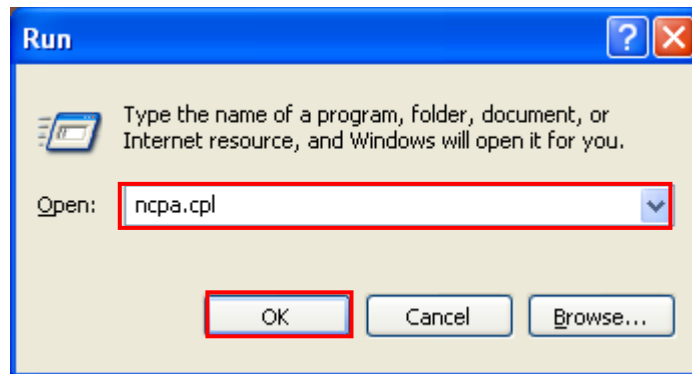 Run
Type the name of a program, folder, document, or
Internet resource, and Windows will open it for you.
Open:
ncpa.cpl
OK
Cancel
Browse...